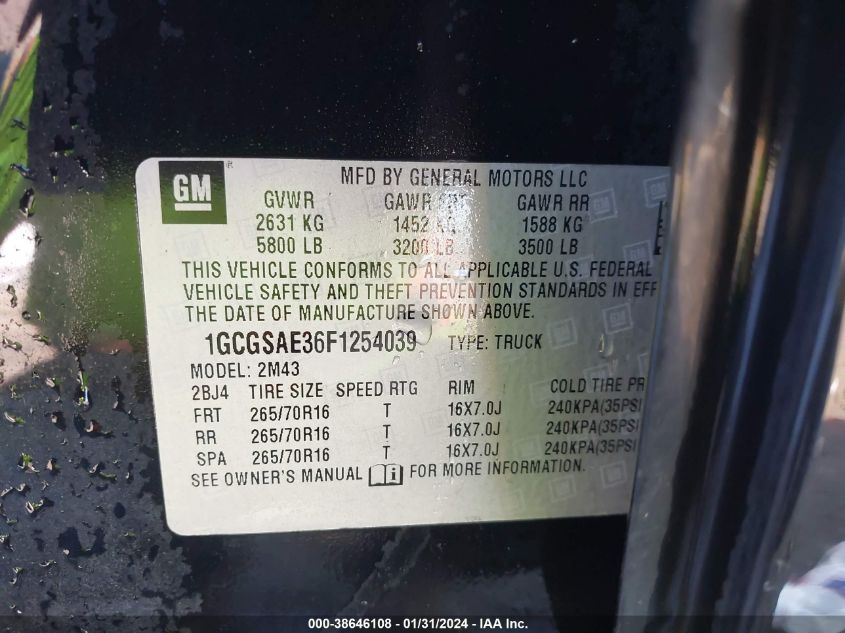 GM ® MFD BY GENERAL MOTORS LLC
GVWR GAWR FRT GAWR RR
2631 KG 1452 KG 1588 KG
5800 LB 3200 LB 3500 LB
THIS VEHICLE CONFORMS TO ALL APPLICABLE U.S. FEDERAL
VEHICLE SAFETY AND THEFT PREVENTION STANDARDS IN EFF
THE DATE OF MANUFACTURE SHOWN ABOVE.
1GCGSAE36F1254039 TYPE: TRUCK
MODEL: 2M43
2BJ4 TIRE SIZE SPEED RTG RIM COLD TIRE PR
FRT 265/70R16 T 16X7.0J 240KPA(35PSI
RR 265/70R16 T 16X7.0J 240KPA(35PSI
SPA 265/70R16 T 16X7.0J 240KPA(35PSI
SEE OWNER'S MANUAL FOR MORE INFORMATION.
000-38646108 - 01/31/2024 - IAA Inc.